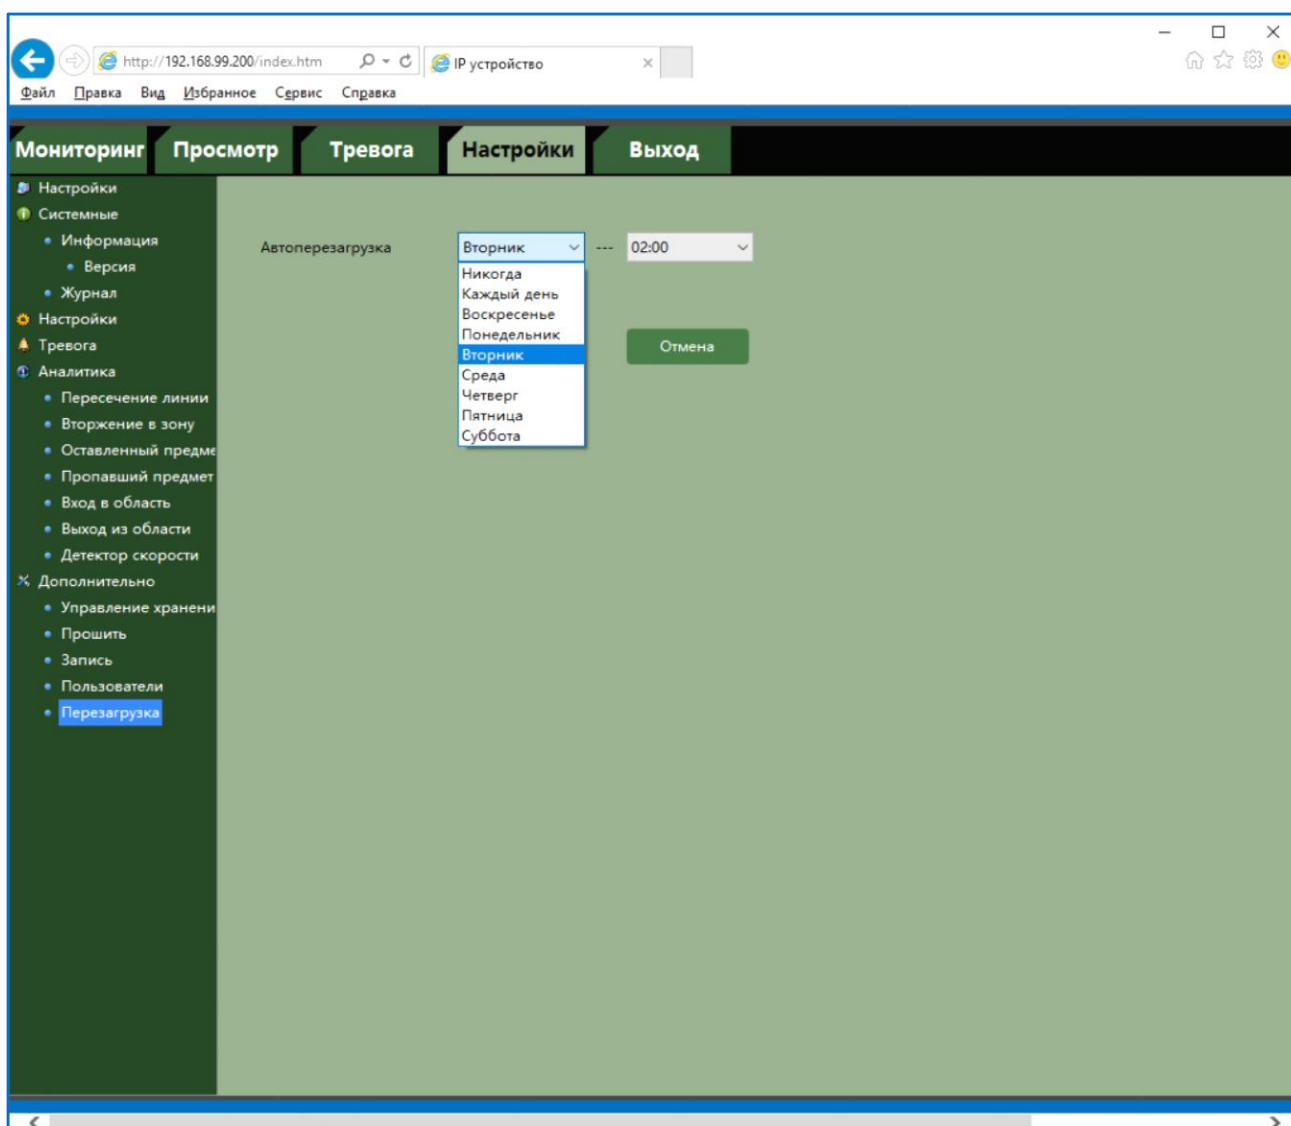 http://192.168.99.200/index.htm
IP устройство
Файл Правка Вид Избранное Сервис Справка
Мониторинг Просмотр Тревога Настройки Выход
Настройки
Системные
Информация
Версия
Журнал
Настройки
Тревога
Аналитика
Пересечение линии
Вторжение в зону
Оставленный предме
Пропавший предмет
Вход в область
Выход из области
Детектор скорости
Дополнительно
Управление хранени
Прошить
Запись
Пользователи
Перезагрузка
Автоперезагрузка Вторник --- 02:00
Никогда
Каждый день
Воскресенье
Понедельник
Вторник
Среда
Четверг
Пятница
Суббота
Отмена